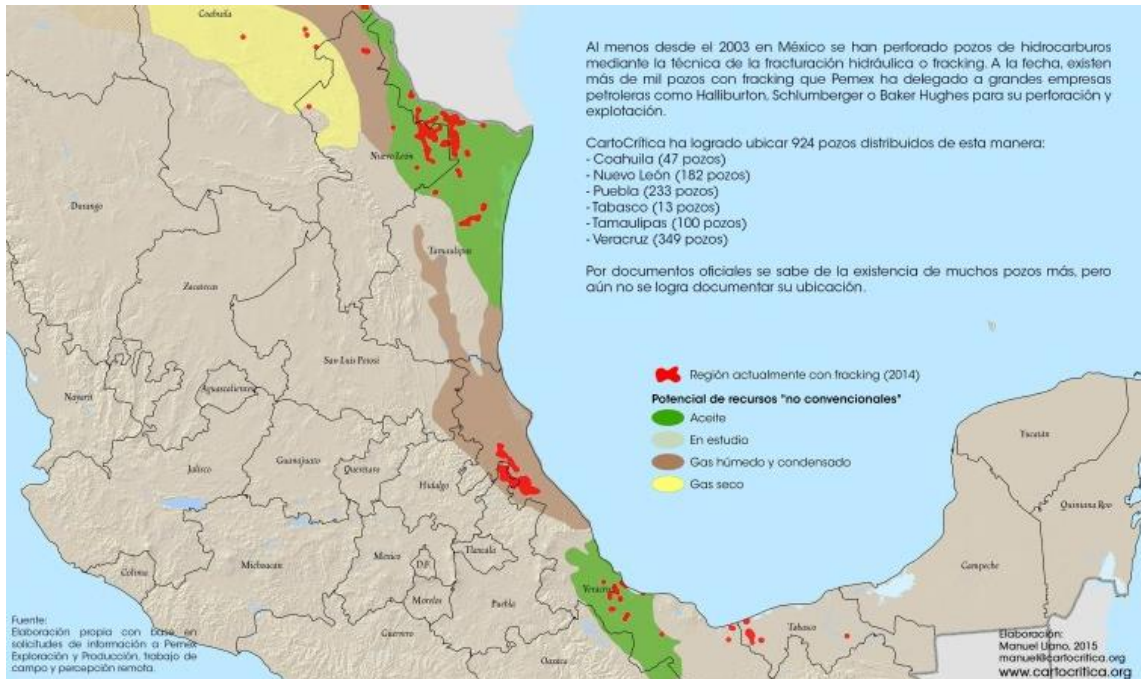 Al menos desde el 2003 en México se han perforado pozos de hidrocarburos
mediante la técnica de la fracturación hidráulica o fracking. A la fecha, existen
más de mil pozos con fracking que Pemex ha delegado a grandes empresas
petroleras como Halliburton, Schlumberger o Baker Hughes para su perforación y
explotación.
CartoCrítica ha logrado ubicar 924 pozos distribuidos de esta manera:
- Coahuila (47 pozos)
- Nuevo León (182 pozos)
- Puebla (233 pozos)
- Tabasco (13 pozos)
- Tamaulipas (100 pozos)
- Veracruz (349 pozos)
Por documentos oficiales se sabe de la existencia de muchos pozos más, pero
aún no se logra documentar su ubicación.
Región actualmente con fracking (2014)
Potencial de recursos "no convencionales"
Aceite
En estudio
Gas húmedo y condensado
Gas seco
Coahuila
Nuevo León
Durango
Tamaulipas
Zacatecas
San Luis Potosí
Aguascalientes
Nayarit
Jalisco
Guanajuato
Querétaro
Hidalgo
Yucatán
Quintana Roo
Campeche
Colima
Michoacán
México
D.F.
Tlaxcala
Morelos
Puebla
Veracruz
Guerrero
Oaxaca
Tabasco
Fuente:
Elaboración propia con base en
solicitudes de información a Pemex
Exploración y Producción, trabajo de
campo y percepción remota.
Elaboración:
Manuel Llano, 2015
manuel@cartocritica.org
www.cartocritica.org